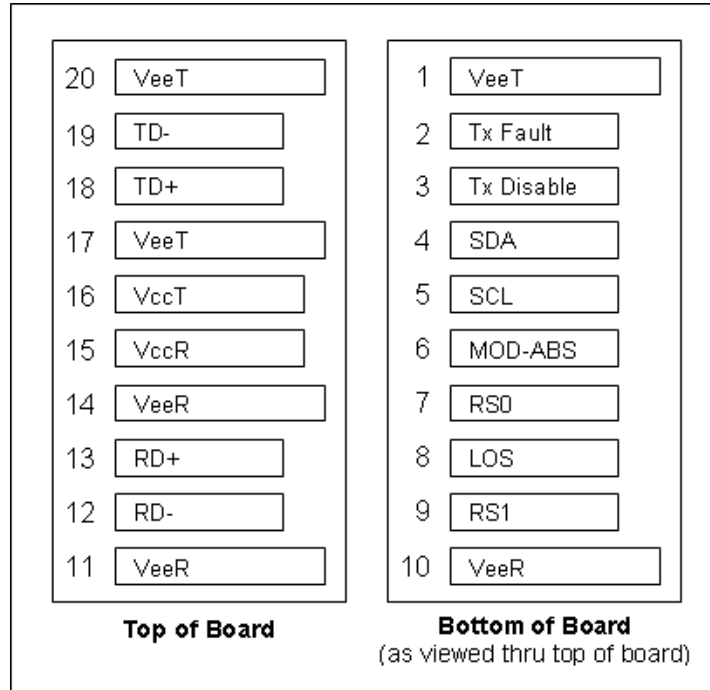 20 VeeT
19 TD-
18 TD+
17 VeeT
16 VccT
15 VccR
14 VeeR
13 RD+
12 RD-
11 VeeR
Top of Board
1 VeeT
2 Tx Fault
3 Tx Disable
4 SDA
5 SCL
6 MOD-ABS
7 RS0
8 LOS
9 RS1
10 VeeR
Bottom of Board
(as viewed thru top of board)